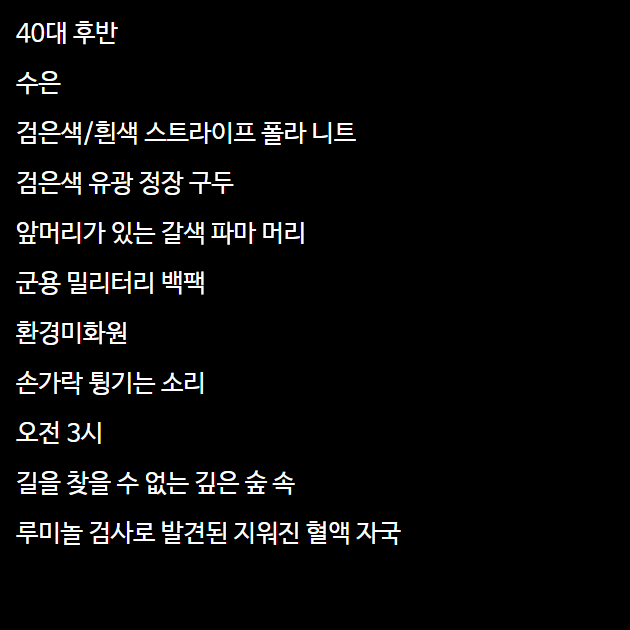 40대 후반
수은
검은색/흰색 스트라이프 폴라 니트
검은색 유광 정장 구두
앞머리가 있는 갈색 파마 머리
군용 밀리터리 백팩
환경미화원
손가락 튕기는 소리
오전 3시
길을 찾을 수 없는 깊은 숲 속
루미놀 검사로 발견된 지워진 혈액 자국